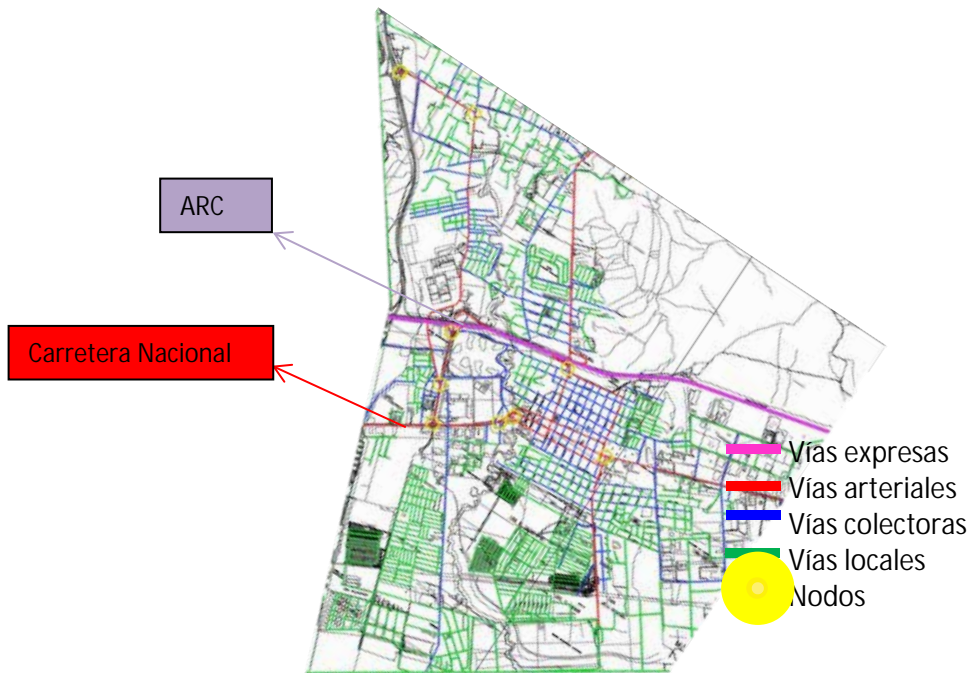 ARC
Carretera Nacional
Vías expresas
Vías arteriales
Vías colectoras
Vías locales
Nodos